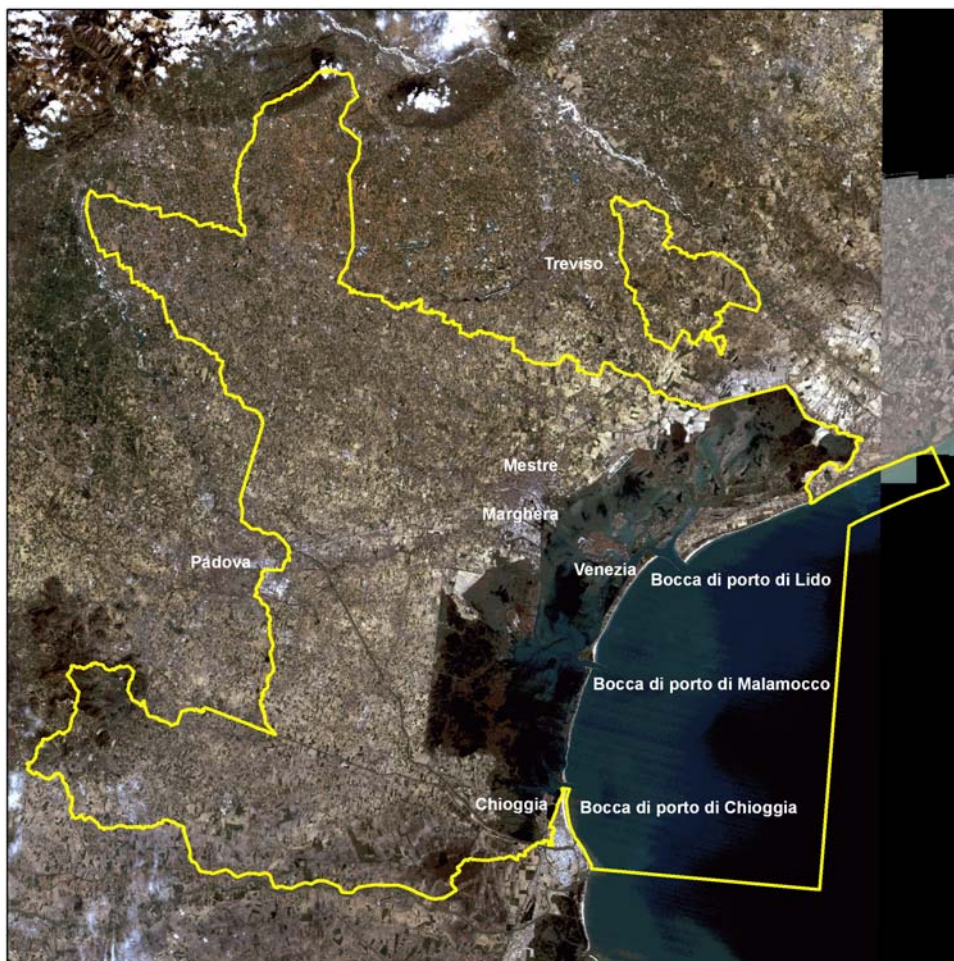 Treviso
Mestre
Marghera
Padova
Venezia
Bocca di porto di Lido
Bocca di porto di Malamocco
Chioggia
Bocca di porto di Chioggia